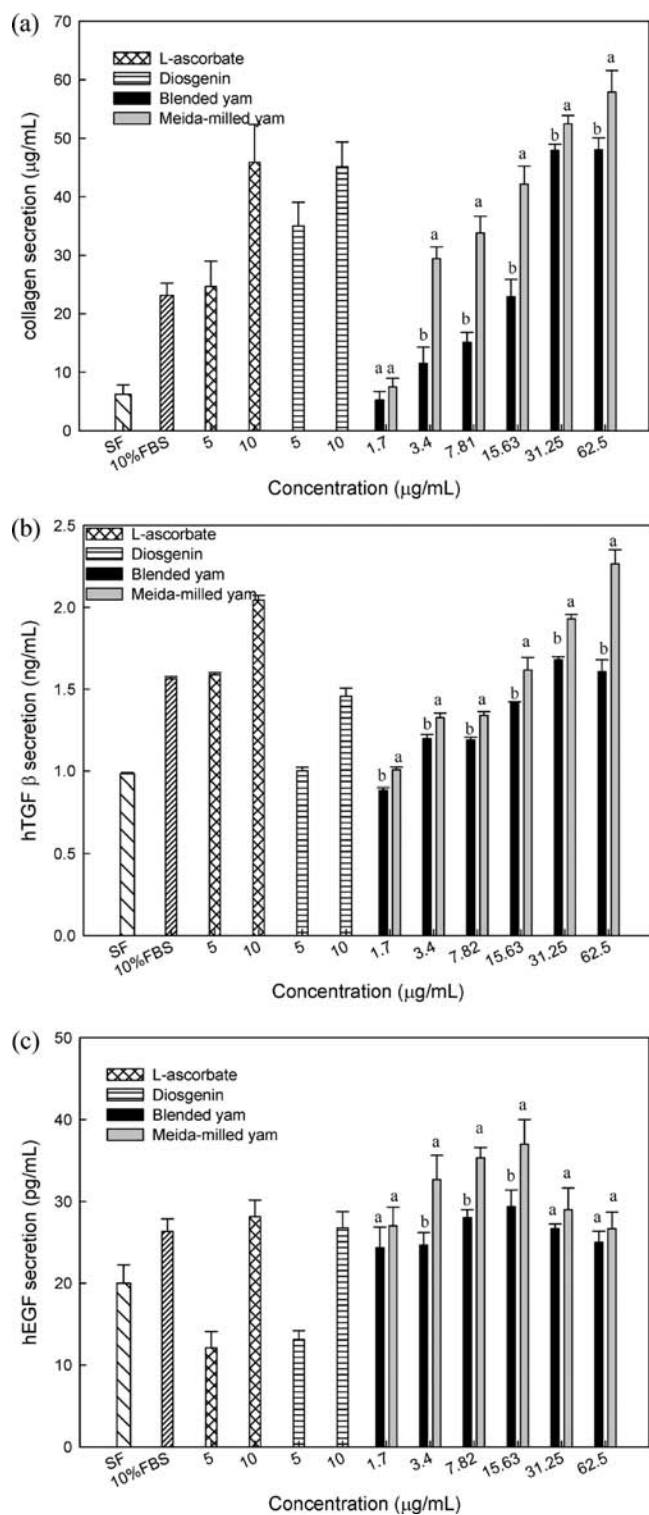 (a)
70
60
50
40
30
20
10
0
collagen secretion (μg/mL)
L-ascorbate
Diosgenin
Blended yam
Meida-milled yam
a a
b a
b a
b a
b a
b a
SF 10%FBS 5 10 5 10 1.7 3.4 7.81 15.63 31.25 62.5
Concentration (μg/mL)
(b)
2.5
2.0
1.5
1.0
0.5
0.0
hTGF β secretion (ng/mL)
L-ascorbate
Diosgenin
Blended yam
Meida-milled yam
b a
b a
b a
b a
b a
b a
SF 10%FBS 5 10 5 10 1.7 3.4 7.82 15.63 31.25 62.5
Concentration (μg/mL)
(c)
50
40
30
20
10
0
hEGF secretion (pg/mL)
L-ascorbate
Diosgenin
Blended yam
Meida-milled yam
a a
b a
b a
b a
a a
a a
SF 10%FBS 5 10 5 10 1.7 3.4 7.82 15.63 31.25 62.5
Concentration (μg/mL)